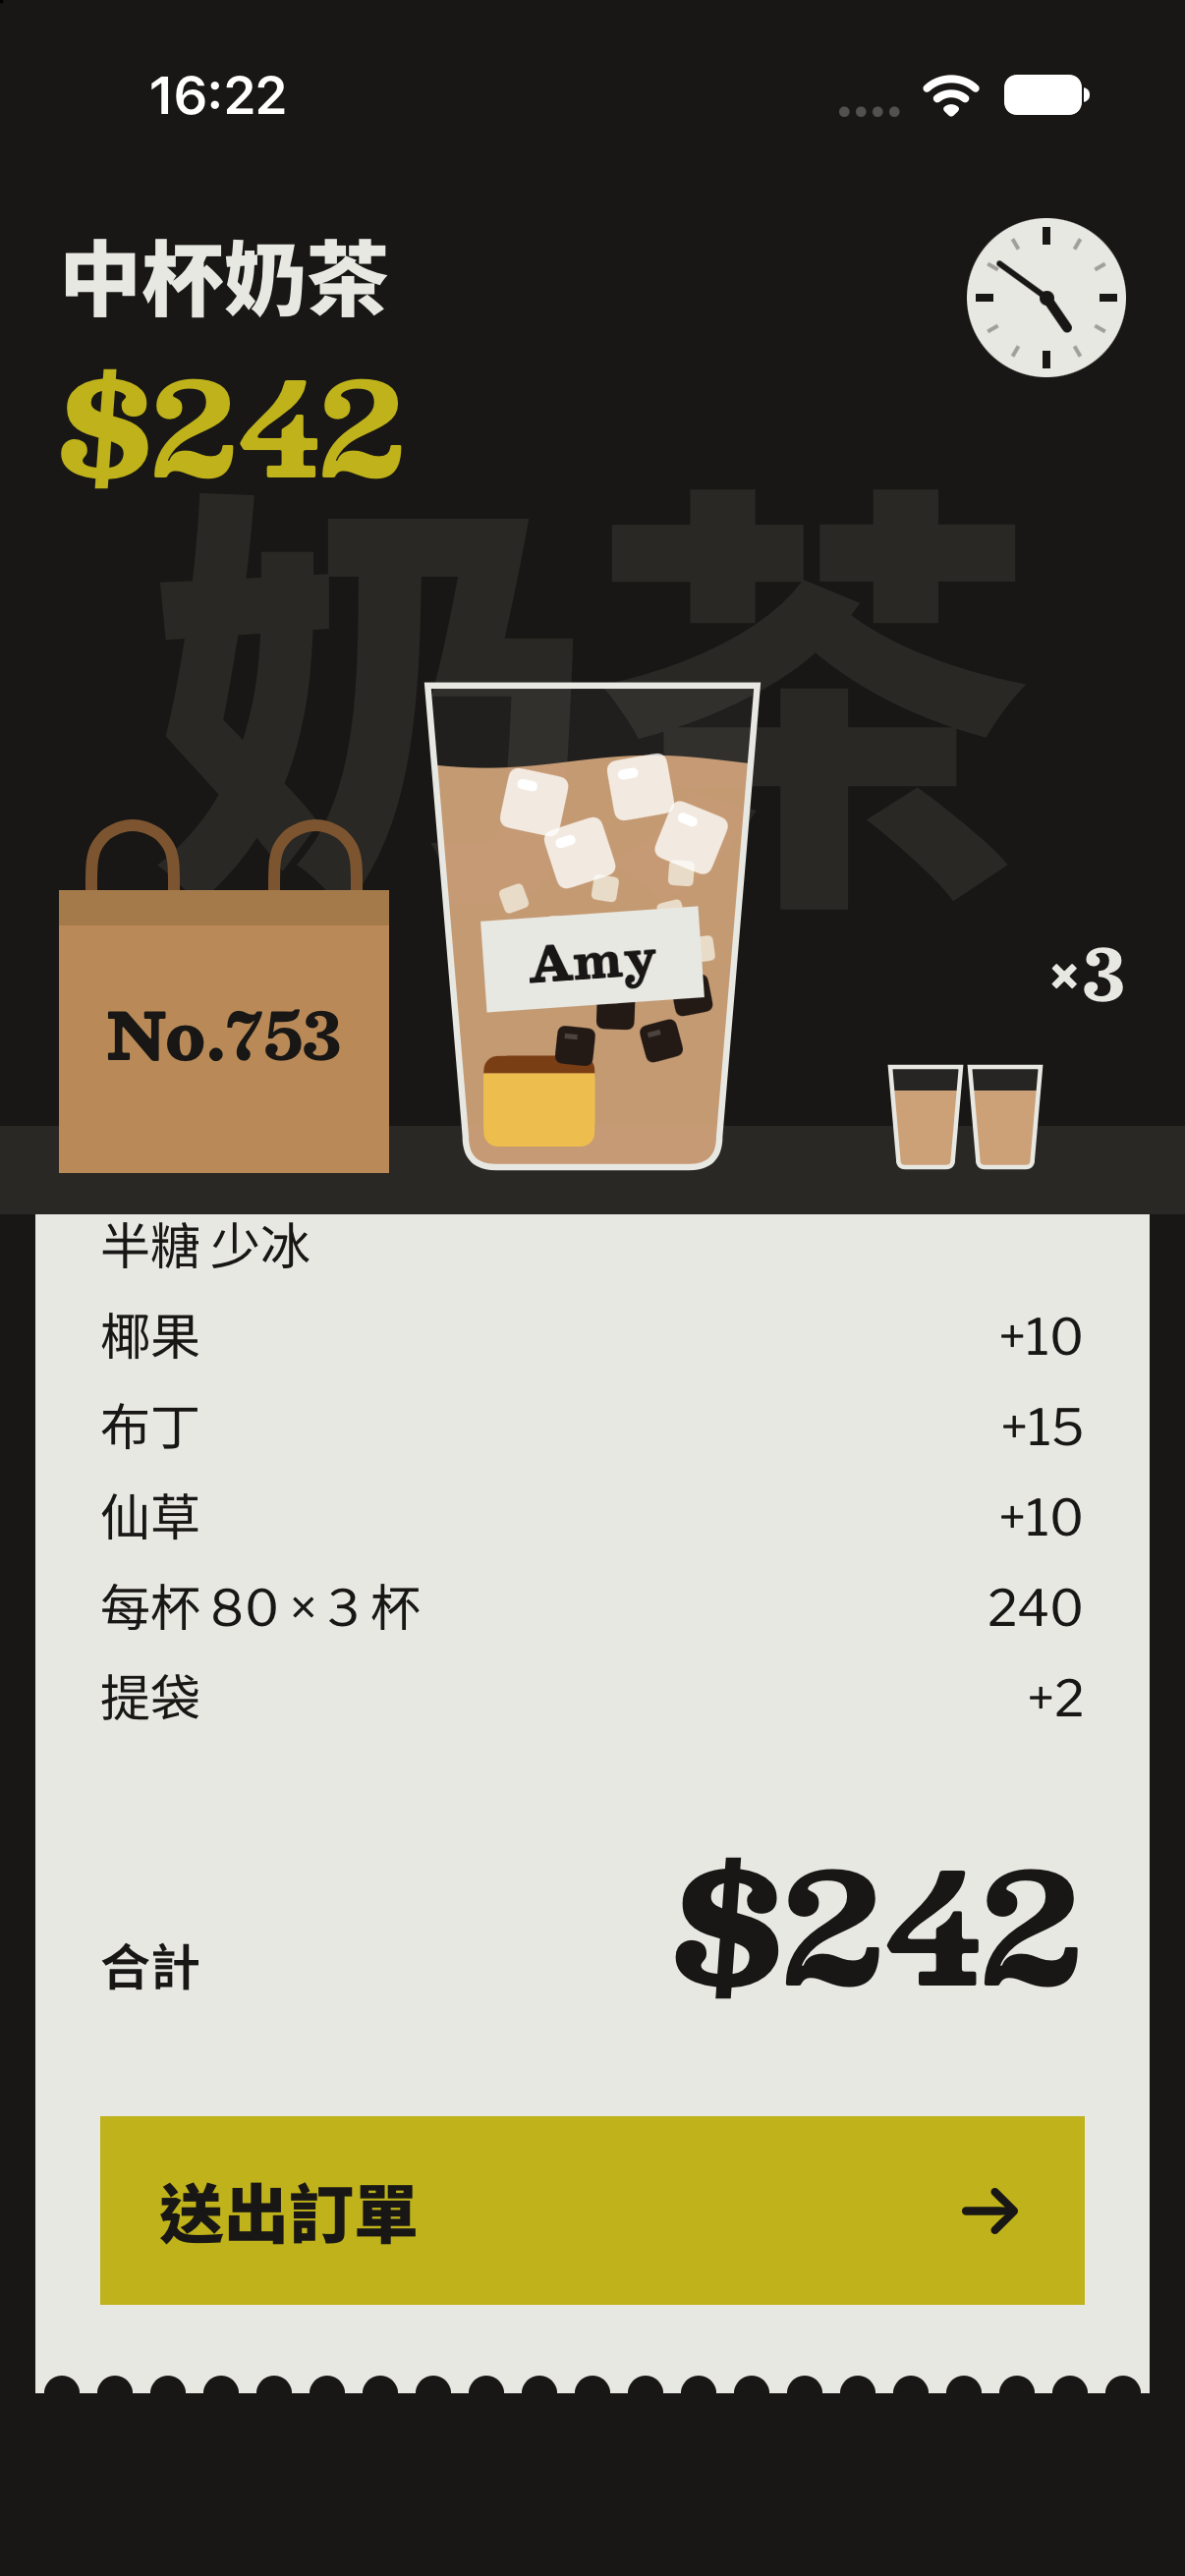 16:22
中杯奶茶
$242
奶茶
Amy
×3
No.753
半糖 少冰
椰果 +10
布丁 +15
仙草 +10
每杯 80 × 3 杯 240
提袋 +2
合計 $242
送出訂單 →